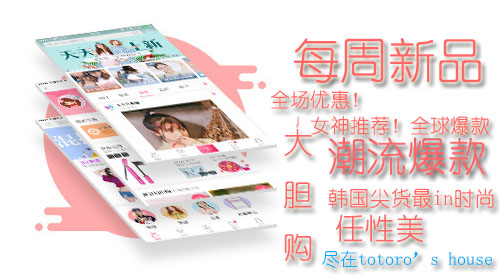 天天上新
每周新品
全场优惠！
女神推荐！全球爆款
潮流爆款
大胆购
韩国尖货最in时尚
任性美
尽在totoro’s house